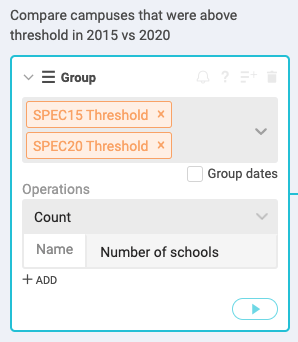 Compare campuses that were above
threshold in 2015 vs 2020
Group
SPEC15 Threshold ×
SPEC20 Threshold ×
Group dates
Operations
Count
Name Number of schools
+ ADD